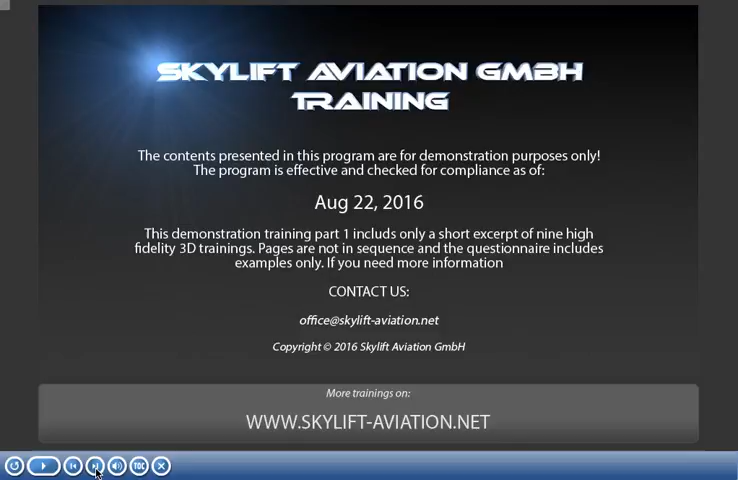 SKYLIFT AVIATION GMBH
TRAINING
The contents presented in this program are for demonstration purposes only!
The program is effective and checked for compliance as of:
Aug 22, 2016
This demonstration training part 1 includs only a short excerpt of nine high
fidelity 3D trainings. Pages are not in sequence and the questionnaire includes
examples only. If you need more information
CONTACT US:
office@skylift-aviation.net
Copyright © 2016 Skylift Aviation GmbH
More trainings on:
WWW.SKYLIFT-AVIATION.NET
TOC